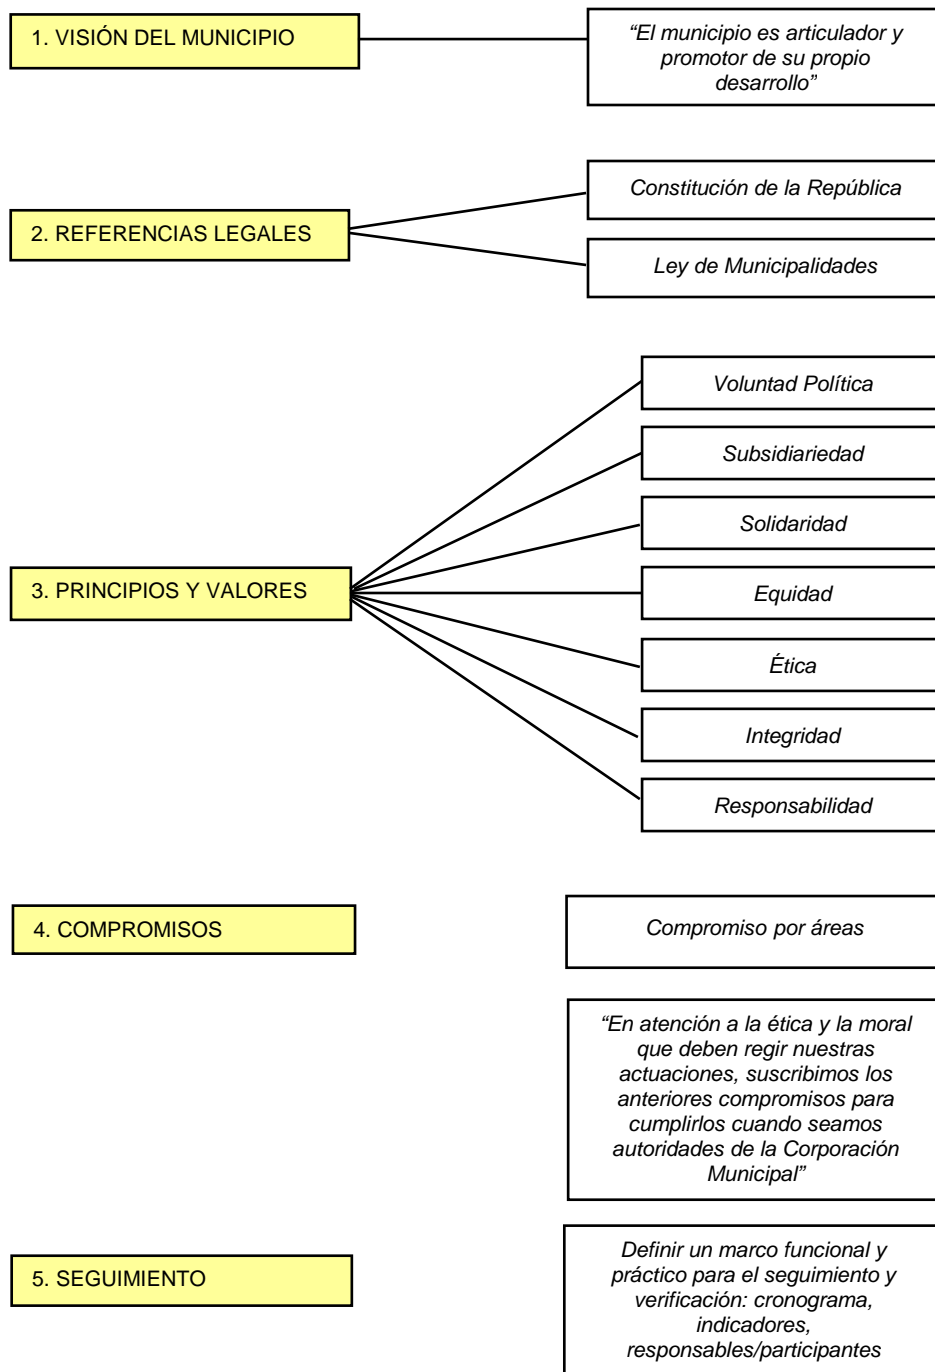 1. VISIÓN DEL MUNICIPIO
“El municipio es articulador y
promotor de su propio
desarrollo”
2. REFERENCIAS LEGALES
Constitución de la República
Ley de Municipalidades
3. PRINCIPIOS Y VALORES
Voluntad Política
Subsidiariedad
Solidaridad
Equidad
Ética
Integridad
Responsabilidad
4. COMPROMISOS
Compromiso por áreas
“En atención a la ética y la moral
que deben regir nuestras
actuaciones, suscribimos los
anteriores compromisos para
cumplirlos cuando seamos
autoridades de la Corporación
Municipal”
5. SEGUIMIENTO
Definir un marco funcional y
práctico para el seguimiento y
verificación: cronograma,
indicadores,
responsables/participantes